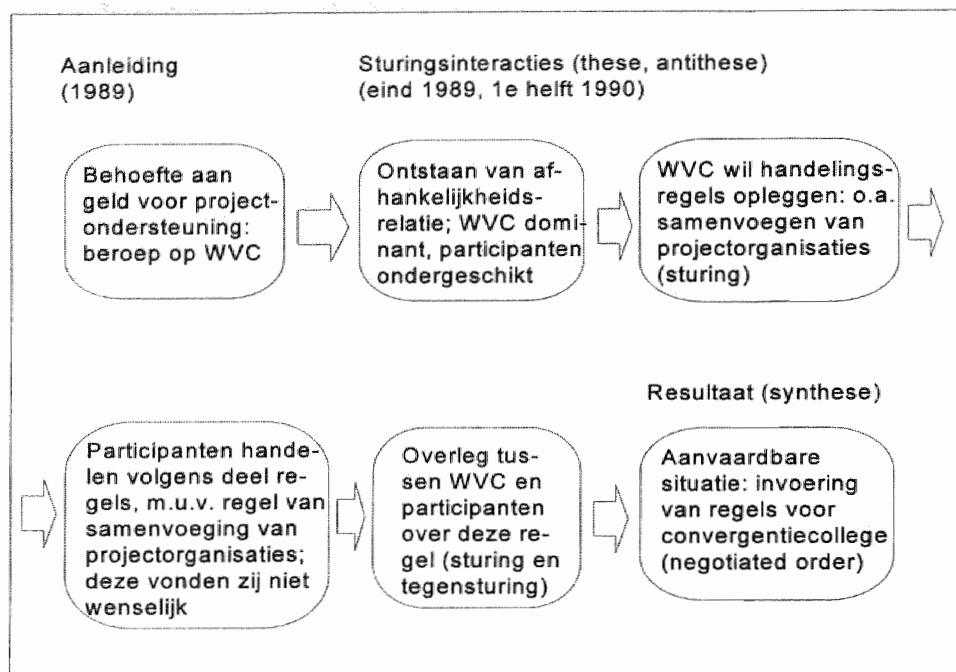 Aanleiding
(1989)
Sturingsinteracties (these, antithese)
(eind 1989, 1e helft 1990)
Behoefte aan
geld voor project-
ondersteuning:
beroep op WVC
Ontstaan van af-
hankelijkheids-
relatie; WVC domi-
nant, participanten
ondergeschikt
WVC wil handelings-
regels opleggen: o.a.
samenvoegen van
projectorganisaties
(sturing)
Resultaat (synthese)
Participanten hande-
len volgens deel re-
gels, m.u.v. regel van
samenvoeging van
projectorganisaties;
deze vonden zij niet
wenselijk
Overleg tus-
sen WVC en
participanten
over deze re-
gel (sturing en
tegensturing)
Aanvaardbare
situatie: invoering
van regels voor
convergentiecollege
(negotiated order)